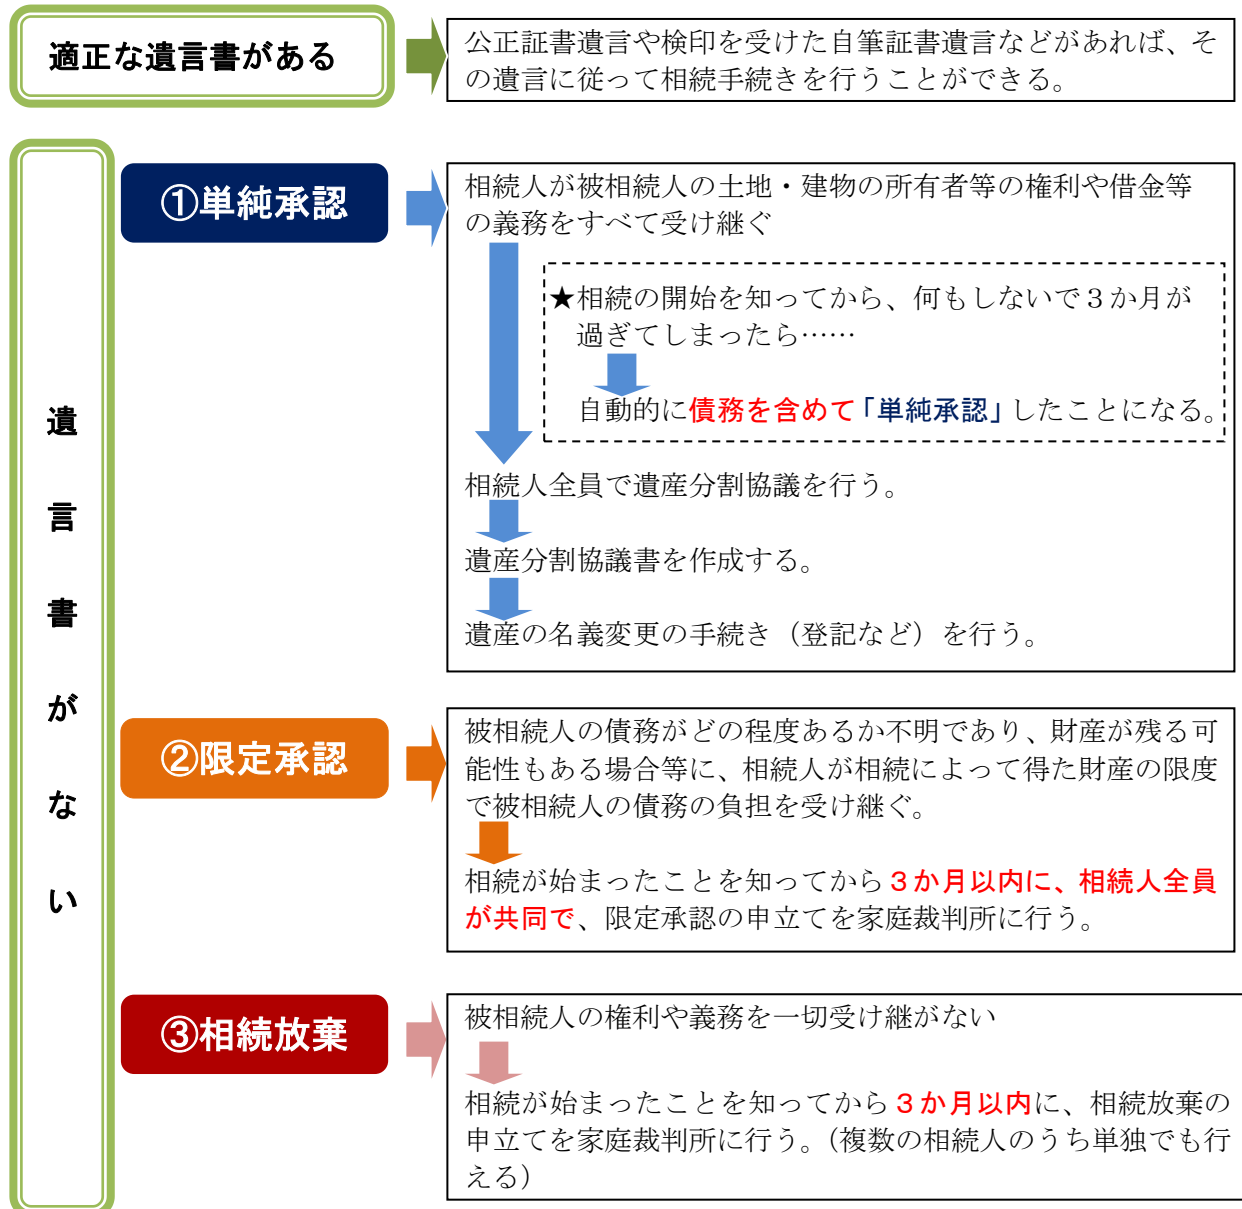 適正な遺言書がある
公正証書遺言や検印を受けた自筆証書遺言などがあれば、そ
の遺言に従って相続手続きを行うことができる。
遺言書がない
①単純承認
相続人が被相続人の土地・建物の所有者等の権利や借金等
の義務をすべて受け継ぐ
★相続の開始を知ってから、何もしないで３か月が
過ぎてしまったら……
自動的に債務を含めて「単純承認」したことになる。
相続人全員で遺産分割協議を行う。
遺産分割協議書を作成する。
遺産の名義変更の手続き（登記など）を行う。
②限定承認
被相続人の債務がどの程度あるか不明であり、財産が残る可
能性もある場合等に、相続人が相続によって得た財産の限度
で被相続人の債務の負担を受け継ぐ。
相続が始まったことを知ってから３か月以内に、相続人全員
が共同で、限定承認の申立てを家庭裁判所に行う。
③相続放棄
被相続人の権利や義務を一切受け継がない
相続が始まったことを知ってから３か月以内に、相続放棄の
申立てを家庭裁判所に行う。（複数の相続人のうち単独でも行
える）